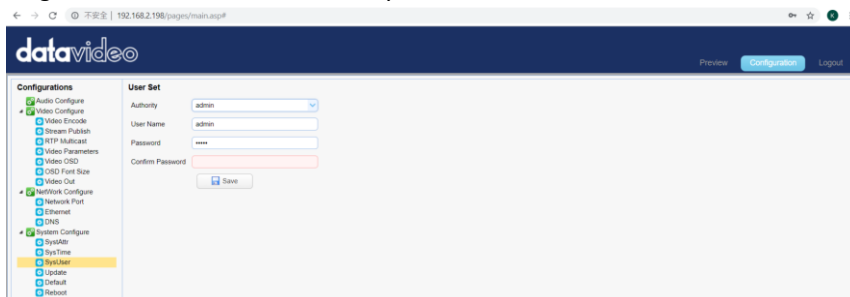 不安全 | 192.168.2.198/pages/main.asp#
K
datavideo
Preview
Configuration
Logout
Configurations
Audio Configure
Video Configure
Video Encode
Stream Publish
RTP Multicast
Video Parameters
Video OSD
OSD Font Size
Video Out
NetWork Configure
Network Port
Ethernet
DNS
System Configure
SystAttr
SysTime
SysUser
Update
Default
Reboot
User Set
Authority
admin
User Name
admin
Password
•••••
Confirm Password
Save